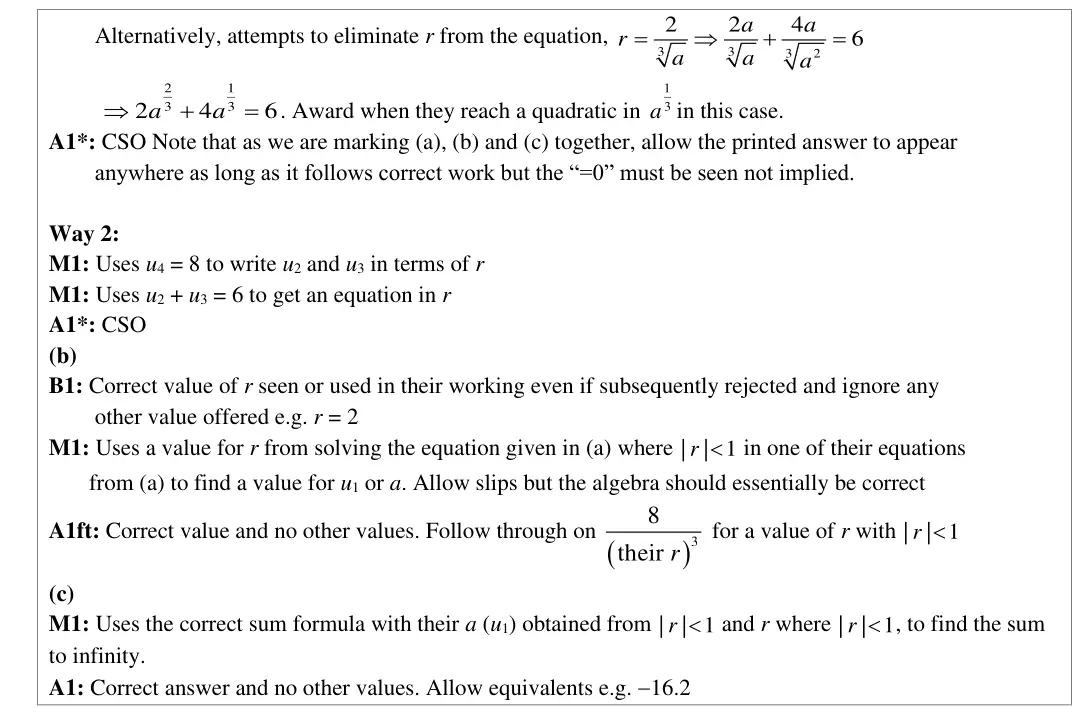 Alternatively, attempts to eliminate r from the equation, r = 2/∛a ⇒ 2a/∛a + 4a/∛a² = 6
⇒ 2a^(2/3) + 4a^(1/3) = 6. Award when they reach a quadratic in a^(1/3) in this case.
A1*: CSO Note that as we are marking (a), (b) and (c) together, allow the printed answer to appear
anywhere as long as it follows correct work but the “=0” must be seen not implied.
Way 2:
M1: Uses u₄ = 8 to write u₂ and u₃ in terms of r
M1: Uses u₂ + u₃ = 6 to get an equation in r
A1*: CSO
(b)
B1: Correct value of r seen or used in their working even if subsequently rejected and ignore any
other value offered e.g. r = 2
M1: Uses a value for r from solving the equation given in (a) where |r|<1 in one of their equations
from (a) to find a value for u₁ or a. Allow slips but the algebra should essentially be correct
A1ft: Correct value and no other values. Follow through on 8/(their r)³ for a value of r with |r|<1
(c)
M1: Uses the correct sum formula with their a (u₁) obtained from |r|<1 and r where |r|<1, to find the sum
to infinity.
A1: Correct answer and no other values. Allow equivalents e.g. −16.2